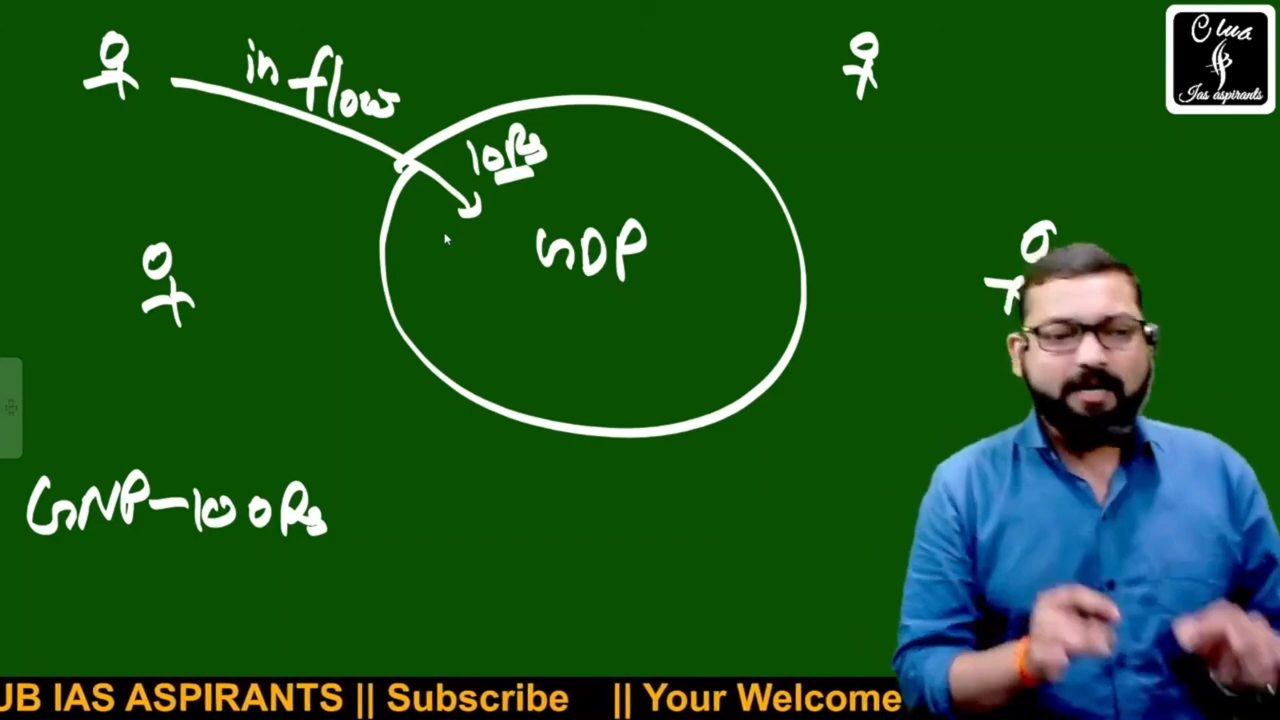 Clua
Ias aspirants
in flow
10Rs
GDP
GNP-100Rs
UB IAS ASPIRANTS || Subscribe || Your Welcome